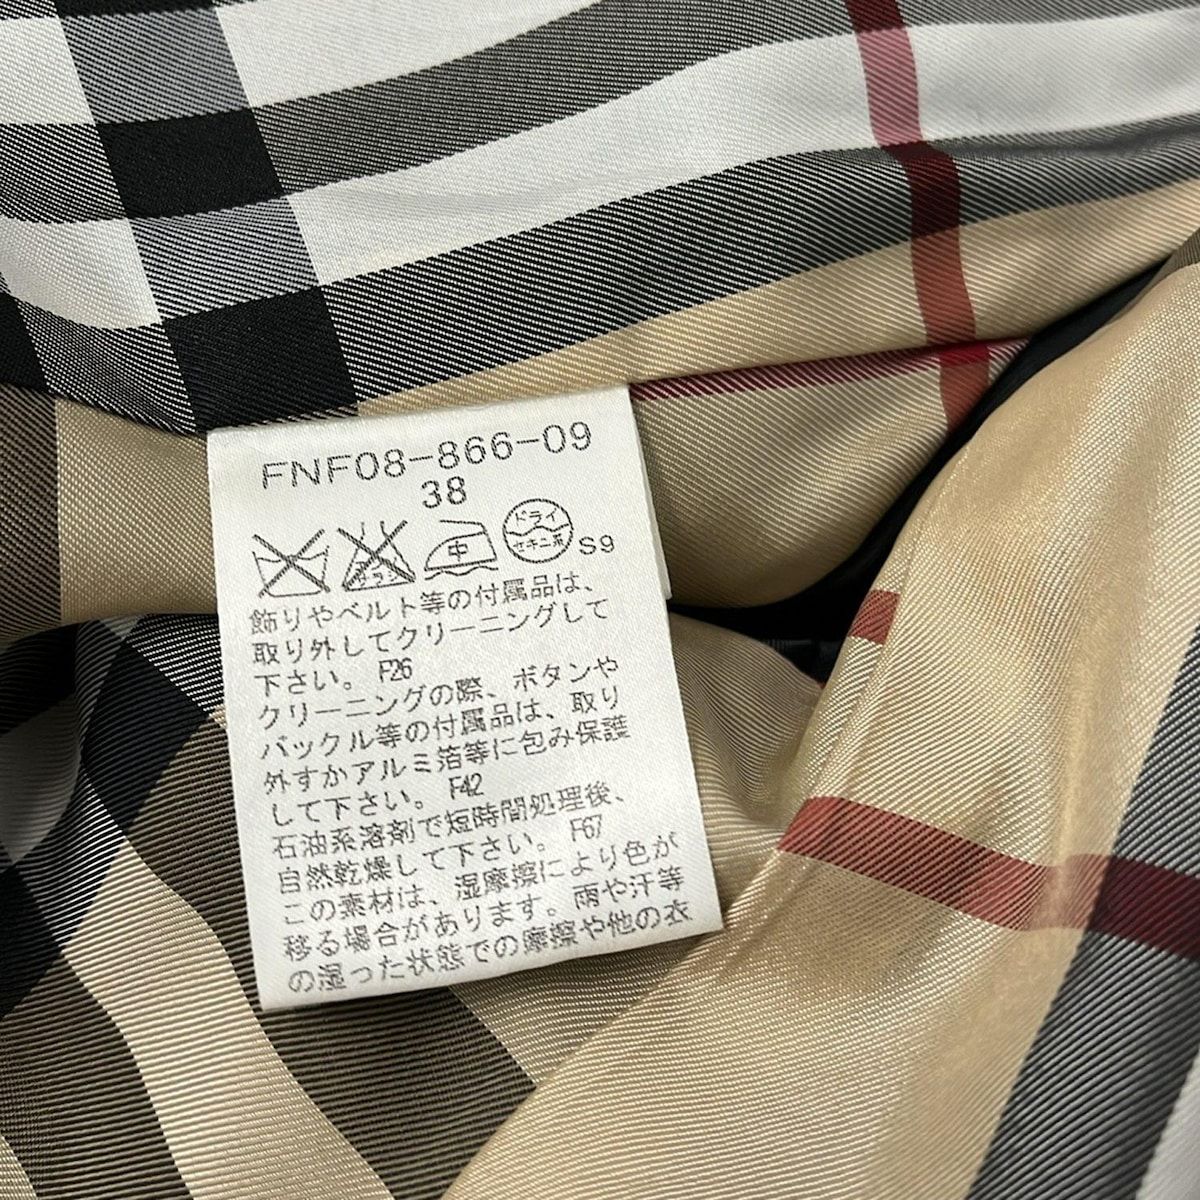 FNF08-866-09
38
エンソサラシ 中 ドライ セキユ系 S9
飾りやベルト等の付属品は、
取り外してクリーニングして
下さい。 F26
クリーニングの際、ボタンや
バックル等の付属品は、取り
外すかアルミ箔等に包み保護
して下さい。 F42
石油系溶剤で短時間処理後、
自然乾燥して下さい。 F67
この素材は、湿摩擦により色が
移る場合があります。雨や汗等
の湿った状態での摩擦や他の衣